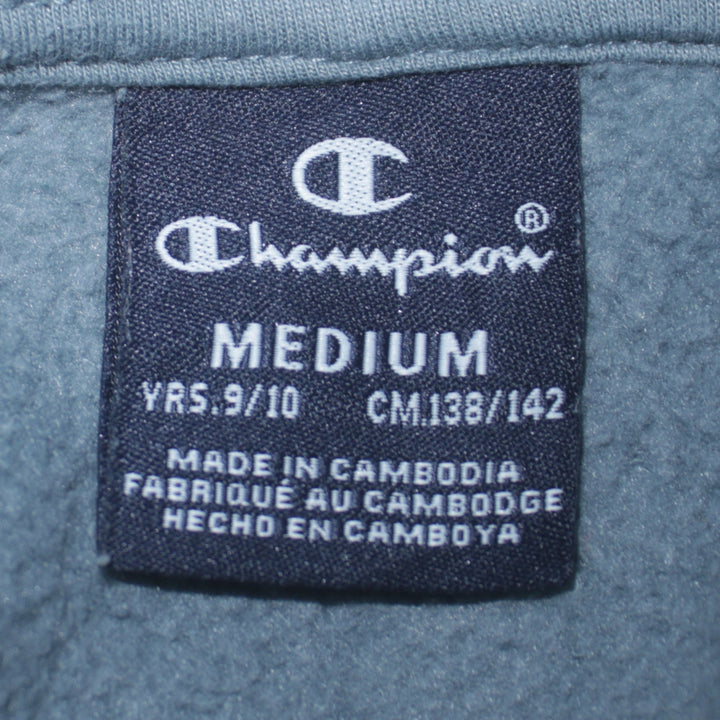 Champion®
MEDIUM
YRS.9/10 CM.138/142
MADE IN CAMBODIA
FABRIQUÉ AU CAMBODGE
HECHO EN CAMBOYA